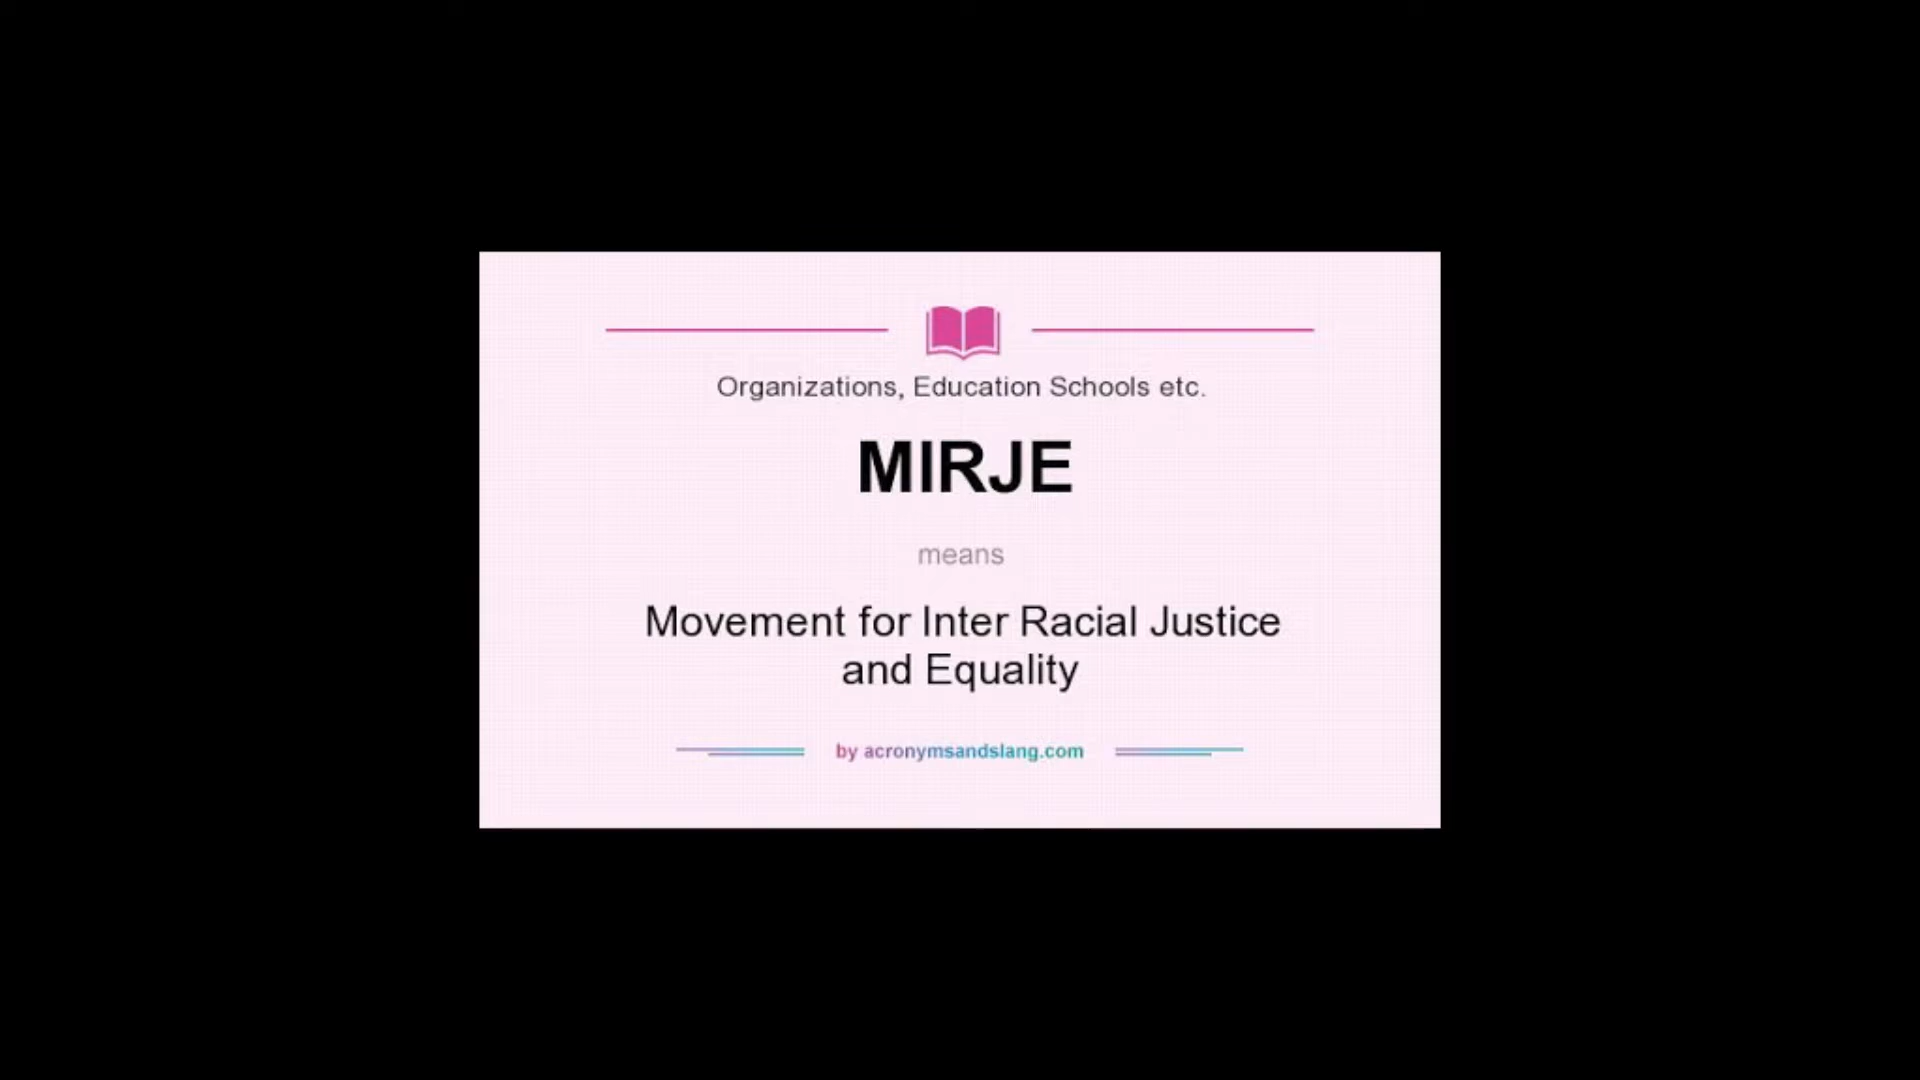 Organizations, Education Schools etc.
MIRJE
means
Movement for Inter Racial Justice
and Equality
by acronymsandslang.com